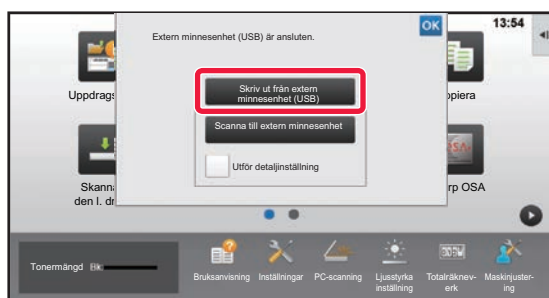 13:54
Extern minnesenhet (USB) är ansluten.
OK
Skriv ut från extern
minnesenhet (USB)
Scanna till extern minnesenhet
Utför detaljinställning
Uppdrags
opiera
Skanna
den l. dr
rp OSA
Tonermängd Bk:
Bruksanvisning
Inställningar
PC-scanning
Ljusstyrka
inställning
Totalräknev-
erk
Maskinjuster-
ing